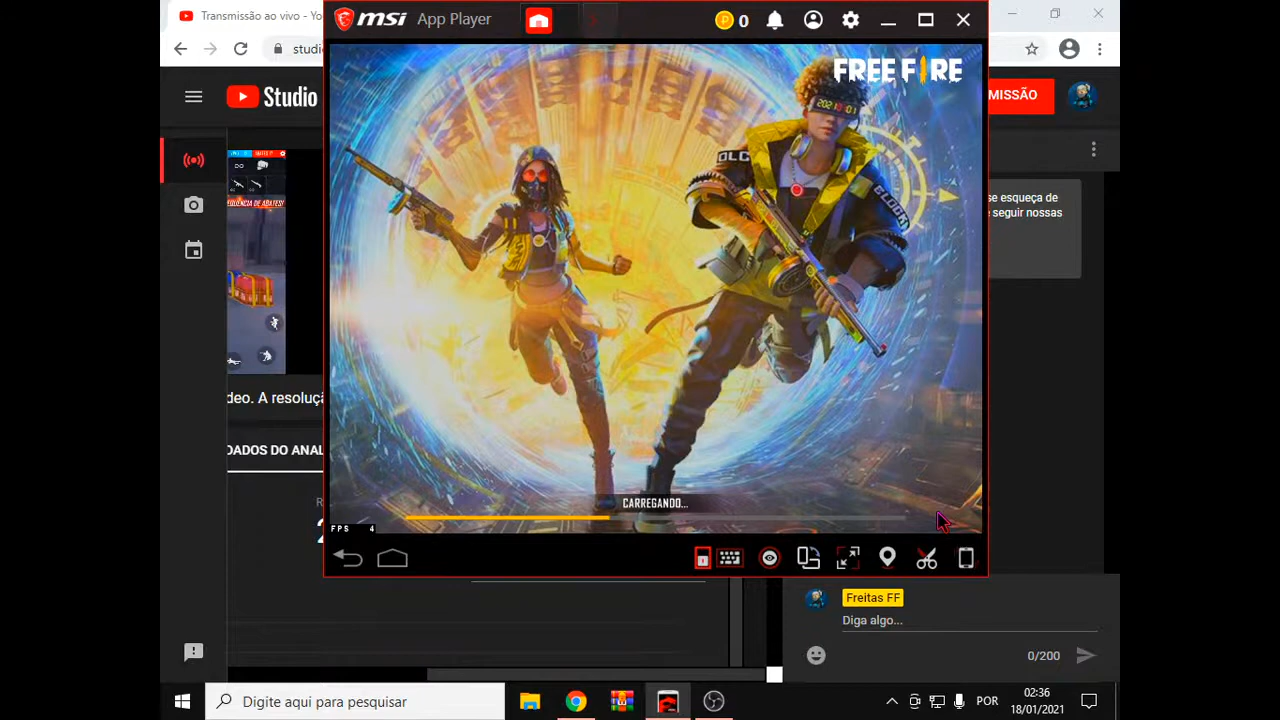 Transmissão ao vivo - Yo
msi App Player
0
studi
FREE FIRE
Studio
MISSÃO
se esqueça de
seguir nossas
deo. A resoluç
DADOS DO ANAL
R
2
CARREGANDO...
FPS 4
Freitas FF
Diga algo...
0/200
Digite aqui para pesquisar
POR
02:36
18/01/2021